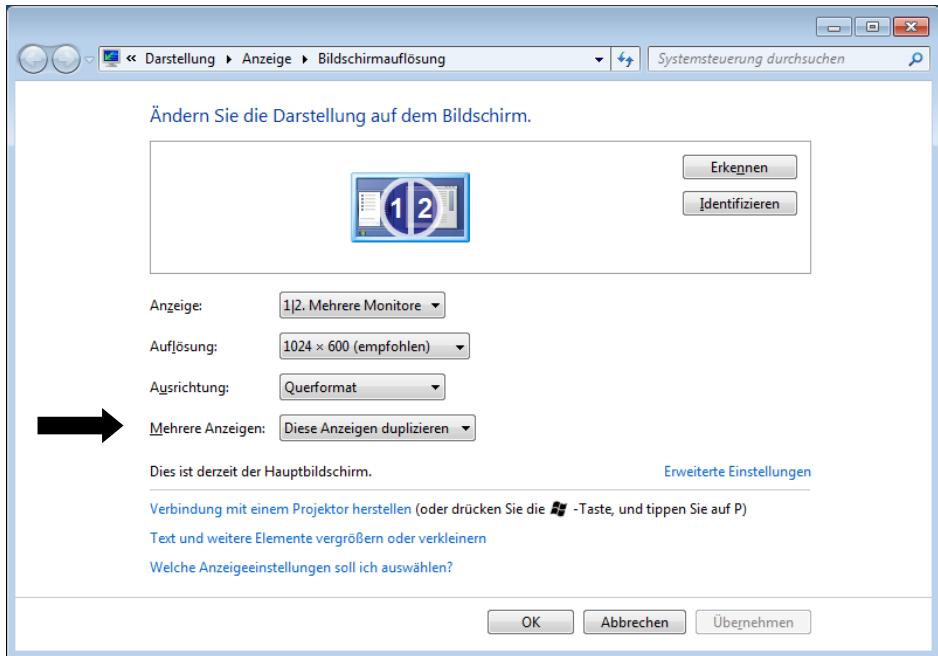 « Darstellung Anzeige Bildschirmauflösung Systemsteuerung durchsuchen
Ändern Sie die Darstellung auf dem Bildschirm.
1 2
Erkennen
Identifizieren
Anzeige: 1|2. Mehrere Monitore
Auflösung: 1024 × 600 (empfohlen)
Ausrichtung: Querformat
Mehrere Anzeigen: Diese Anzeigen duplizieren
Dies ist derzeit der Hauptbildschirm. Erweiterte Einstellungen
Verbindung mit einem Projektor herstellen (oder drücken Sie die -Taste, und tippen Sie auf P)
Text und weitere Elemente vergrößern oder verkleinern
Welche Anzeigeeinstellungen soll ich auswählen?
OK Abbrechen Übernehmen